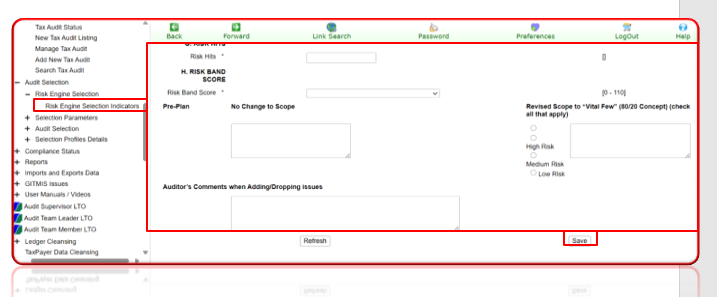 Tax Audit Status
New Tax Audit Listing
Manage Tax Audit
Add New Tax Audit
Search Tax Audit
Audit Selection
Risk Engine Selection
Risk Engine Selection Indicators
+ Selection Parameters
+ Audit Selection
+ Selection Profiles Details
+ Compliance Status
+ Reports
+ Imports and Exports Data
+ GITMIS Issues
+ User Manuals / Videos
Audit Supervisor LTO
Audit Team Leader LTO
Audit Team Member LTO
+ Ledger Cleansing
TaxPayer Data Cleansing
Back Forward Link Search Password Preferences LogOut Help
G. RISK HITS
Risk Hits * []
H. RISK BAND
SCORE
Risk Band Score * [0 - 110]
Pre-Plan No Change to Scope Revised Scope to "Vital Few" (80/20 Concept) (check
all that apply)
High Risk
Medium Risk
Low Risk
Auditor's Comments when Adding/Dropping issues
Refresh Save